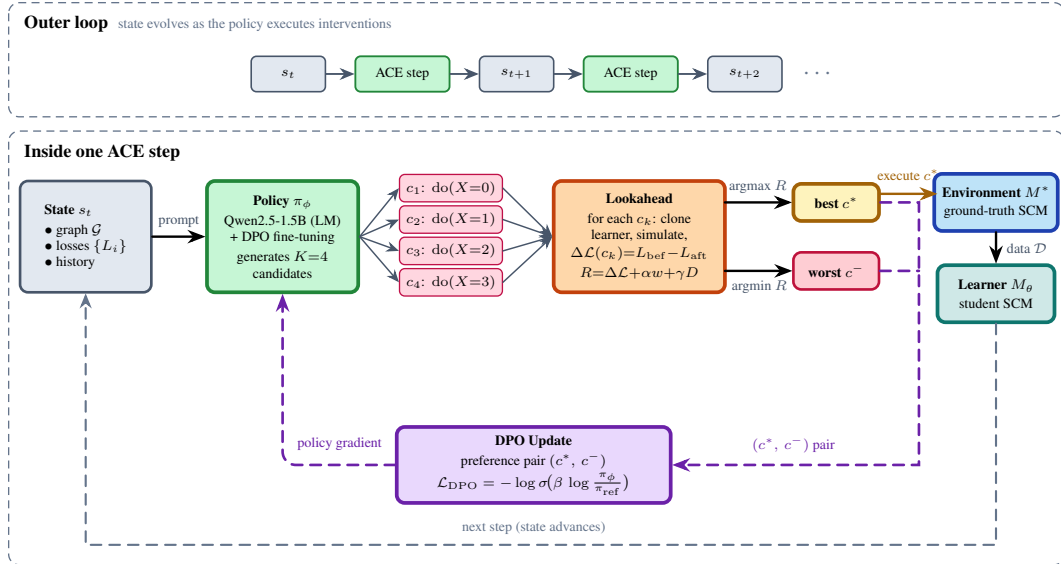 Outer loop state evolves as the policy executes interventions
s_t
ACE step
s_{t+1}
ACE step
s_{t+2}
· · ·
Inside one ACE step
State s_t
● graph 𝒢
● losses {L_i}
● history
prompt
Policy π_ϕ
Qwen2.5-1.5B (LM)
+ DPO fine-tuning
generates K=4
candidates
c_1: do(X=0)
c_2: do(X=1)
c_3: do(X=2)
c_4: do(X=3)
Lookahead
for each c_k: clone
learner, simulate,
Δℒ(c_k)=L_bef−L_aft
R=Δℒ+αw+γD
argmax R
best c*
execute c*
argmin R
worst c⁻
Environment M*
ground-truth SCM
data 𝒟
Learner M_θ
student SCM
policy gradient
DPO Update
preference pair (c*, c⁻)
ℒ_DPO = − log σ(β log π_ϕ/π_ref)
(c*, c⁻) pair
next step (state advances)